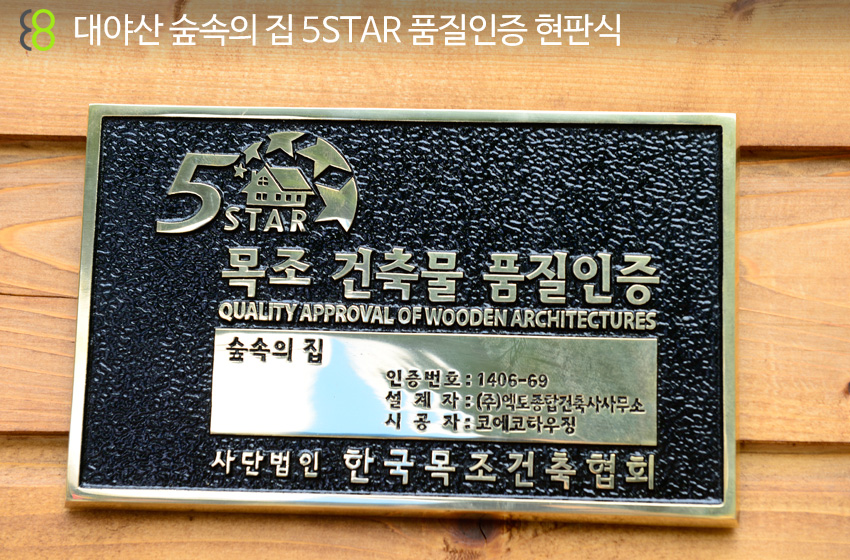 대야산 숲속의 집 5STAR 품질인증 현판식
5
STAR
목조 건축물 품질인증
QUALITY APPROVAL OF WOODEN ARCHITECTURES
숲속의 집
인증번호 : 1406-69
설 계 자 : (주)엑토종합건축사사무소
시 공 자 : 코에코하우징
사단법인 한국목조건축협회